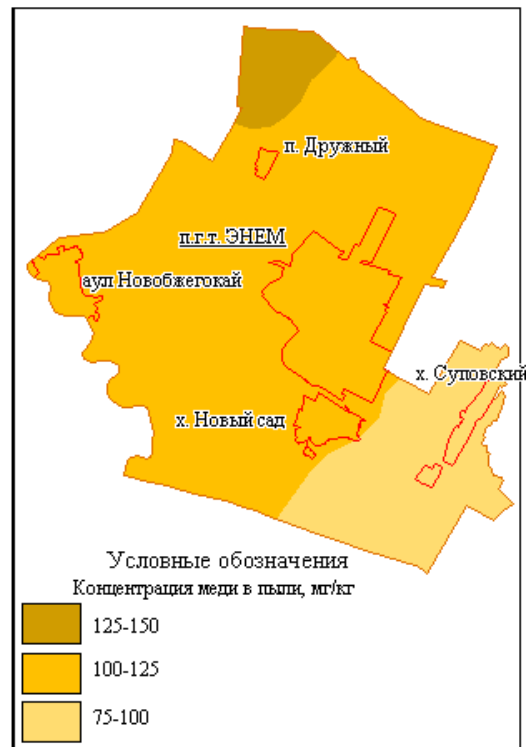 п. Дружный
п.г.т. ЭНЕМ
аул Новобжегокай
х. Суповский
х. Новый сад
Условные обозначения
Концентрация меди в пыли, мг/кг
125-150
100-125
75-100